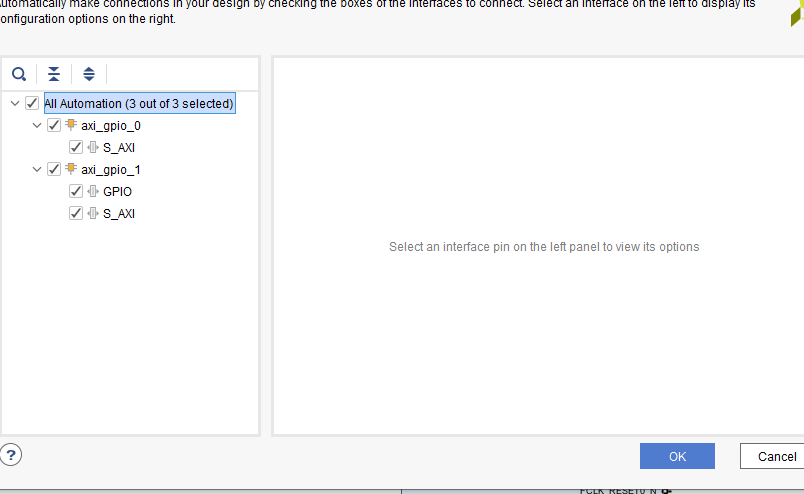 utomatically make connections in your design by checking the boxes of the interfaces to connect. Select an interface on the left to display its
onfiguration options on the right.
All Automation (3 out of 3 selected)
axi_gpio_0
S_AXI
axi_gpio_1
GPIO
S_AXI
Select an interface pin on the left panel to view its options
?
OK
Cancel
FCLK_RESET0_N